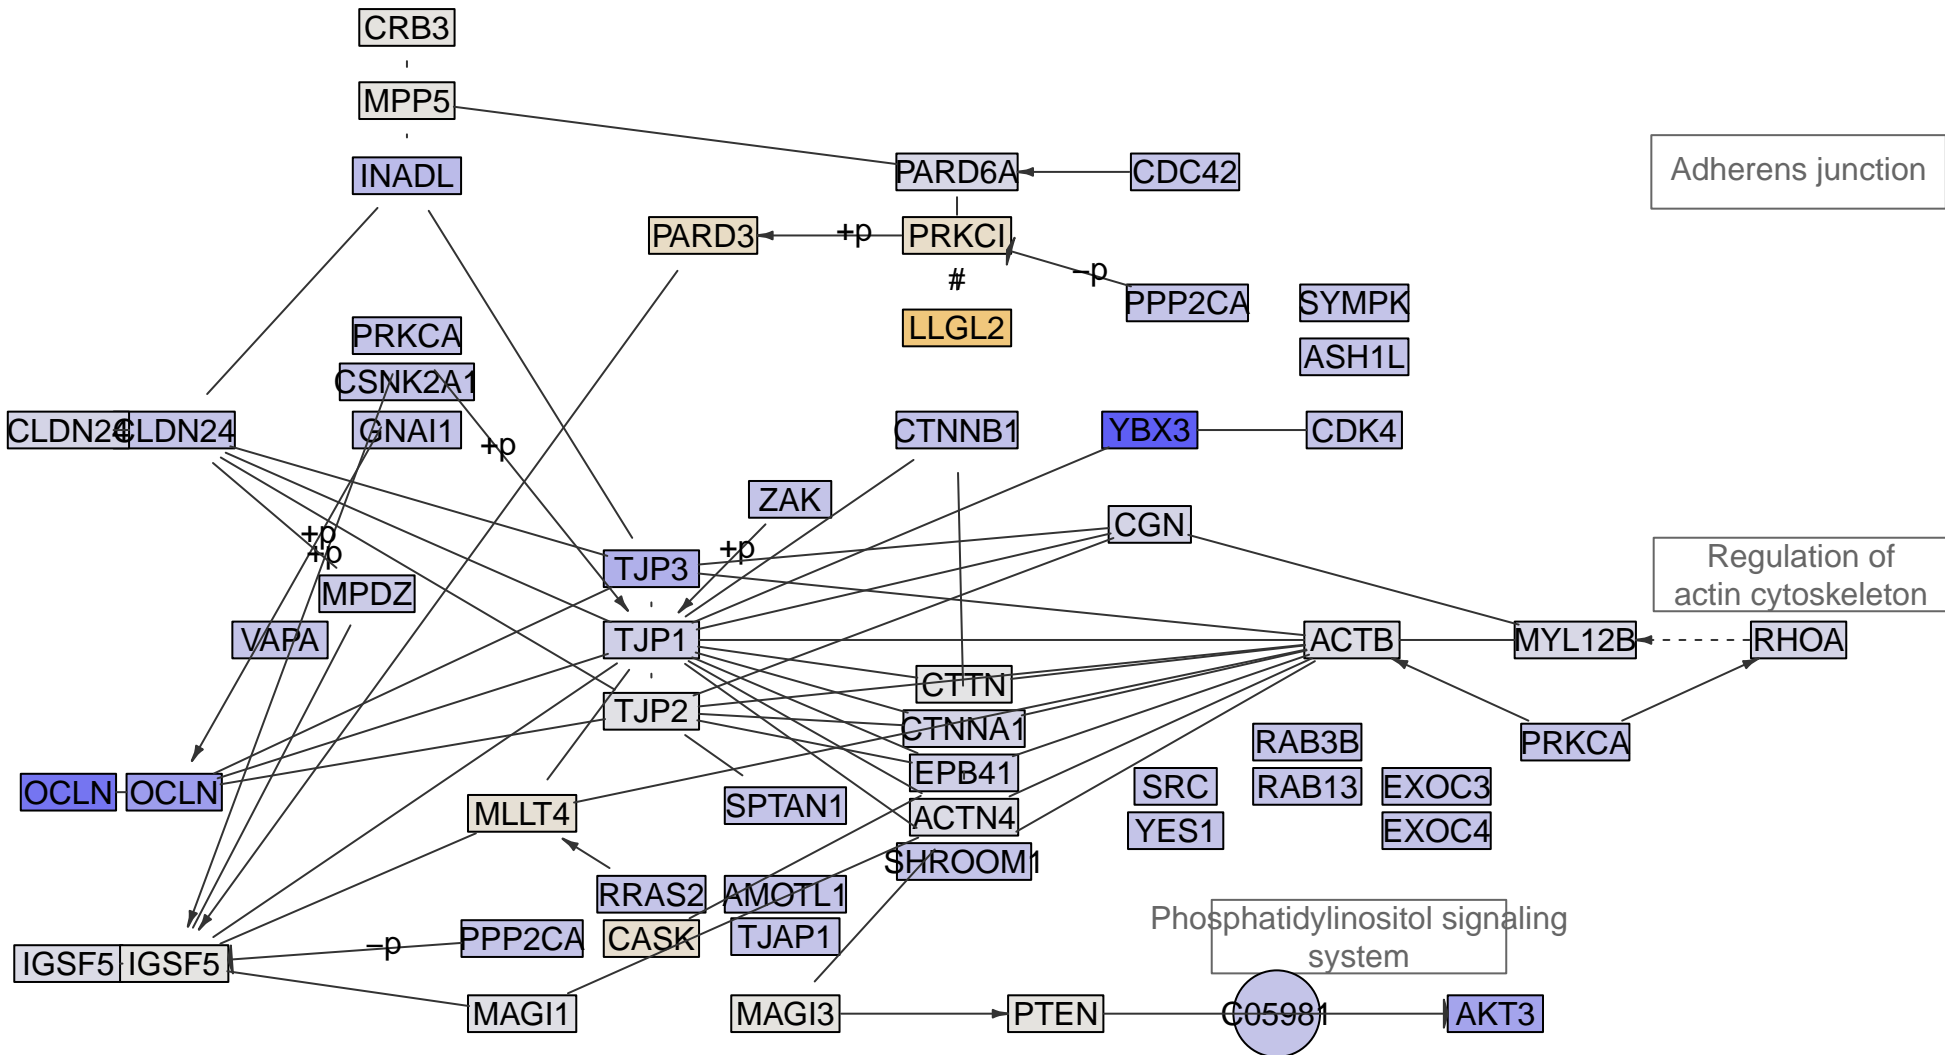 CRB3
MPP5
INADL
PARD6A
CDC42
Adherens junction
PARD3
+p
PRKCI
#
–p
PPP2CA
SYMPK
LLGL2
PRKCA
ASH1L
CSNK2A1
CLDN24
CLDN24
GNAI1
+p
CTNNB1
YBX3
CDK4
ZAK
CGN
+p
+p
+p
TJP3
Regulation of
actin cytoskeleton
MPDZ
VAPA
TJP1
ACTB
MYL12B
RHOA
CTTN
TJP2
CTNNA1
RAB3B
PRKCA
EPB41
OCLN
OCLN
SRC
RAB13
EXOC3
SPTAN1
MLLT4
ACTN4
YES1
EXOC4
SHROOM1
RRAS2
AMOTL1
Phosphatidylinositol signaling
system
–p
PPP2CA
CASK
TJAP1
IGSF5
IGSF5
MAGI1
MAGI3
PTEN
C05981
AKT3